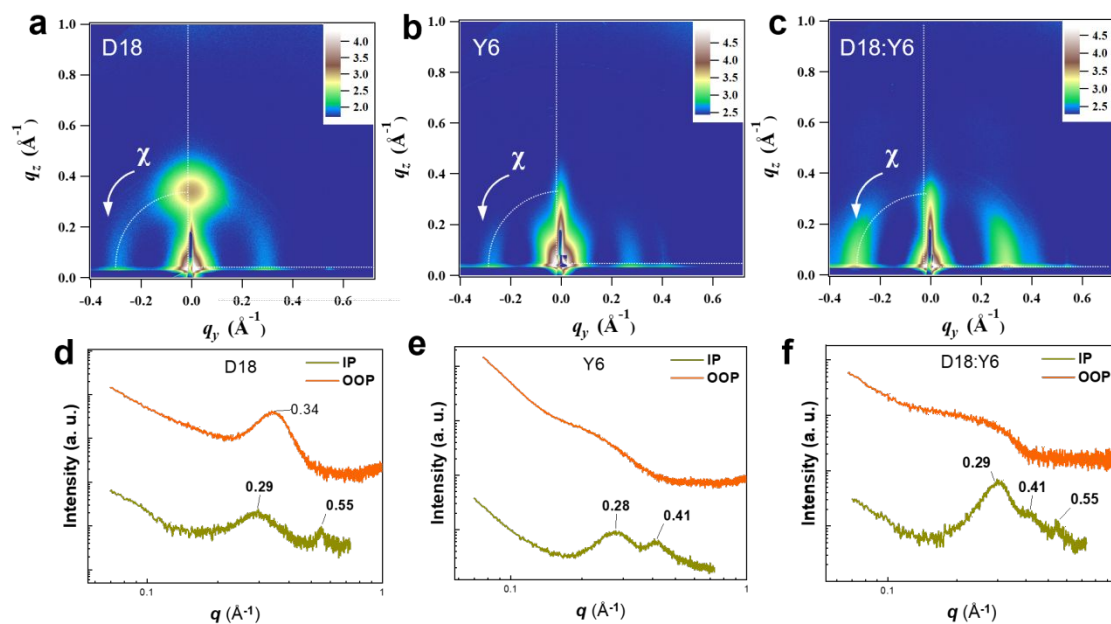 a
D18
1.0
0.8
0.6
0.4
0.2
0.0
-0.4 -0.2 0.0 0.2 0.4 0.6
4.0
3.5
3.0
2.5
2.0
χ
q_z (Å⁻¹)
q_y (Å⁻¹)
b
Y6
1.0
0.8
0.6
0.4
0.2
0.0
-0.4 -0.2 0.0 0.2 0.4 0.6
4.5
4.0
3.5
3.0
2.5
χ
q_z (Å⁻¹)
q_y (Å⁻¹)
c
D18:Y6
1.0
0.8
0.6
0.4
0.2
0.0
-0.4 -0.2 0.0 0.2 0.4 0.6
4.5
4.0
3.5
3.0
2.5
χ
q_z (Å⁻¹)
q_y (Å⁻¹)
d
D18
IP
OOP
0.34
0.29
0.55
Intensity (a. u.)
0.1 1
q (Å⁻¹)
e
Y6
IP
OOP
0.28
0.41
Intensity (a. u.)
0.1 1
q (Å⁻¹)
f
D18:Y6
IP
OOP
0.29
0.41
0.55
Intensity (a. u.)
0.1
q (Å⁻¹)